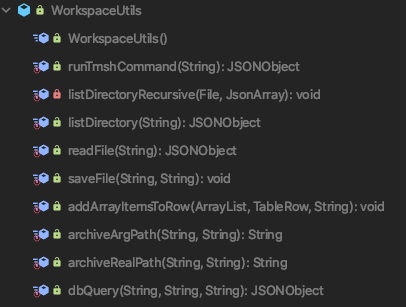 WorkspaceUtils
WorkspaceUtils()
runTmshCommand(String): JSONObject
listDirectoryRecursive(File, JsonArray): void
listDirectory(String): JSONObject
readFile(String): JSONObject
saveFile(String, String): void
addArrayItemsToRow(ArrayList, TableRow, String): void
archiveArgPath(String, String): String
archiveRealPath(String, String): String
dbQuery(String, String, String): JSONObject